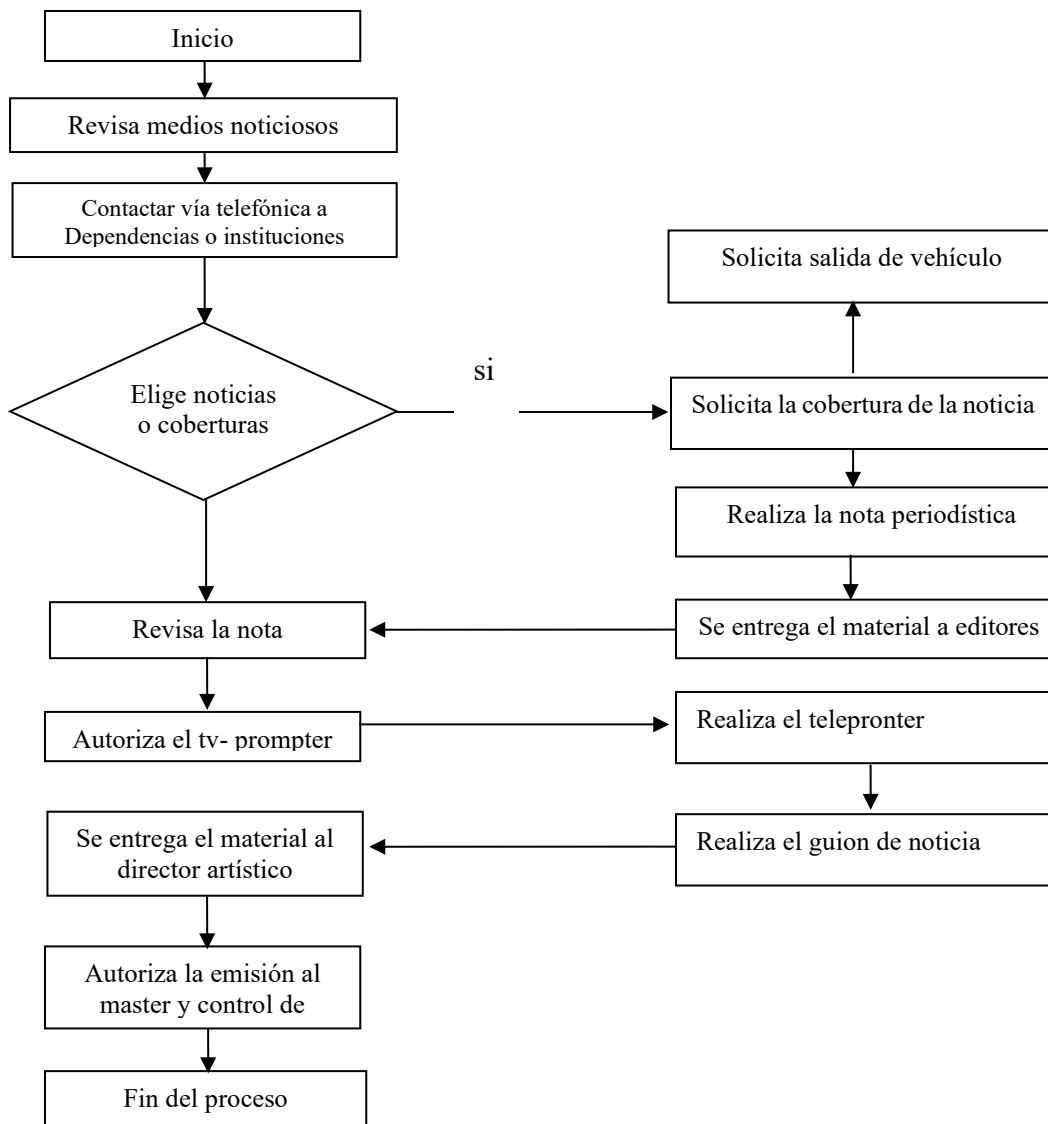 Inicio
Revisa medios noticiosos
Contactar vía telefónica a
Dependencias o instituciones
Solicita salida de vehículo
Elige noticias
o coberturas
si
Solicita la cobertura de la noticia
Realiza la nota periodística
Se entrega el material a editores
Revisa la nota
Autoriza el tv- prompter
Realiza el telepronter
Realiza el guion de noticia
Se entrega el material al
director artístico
Autoriza la emisión al
master y control de
Fin del proceso